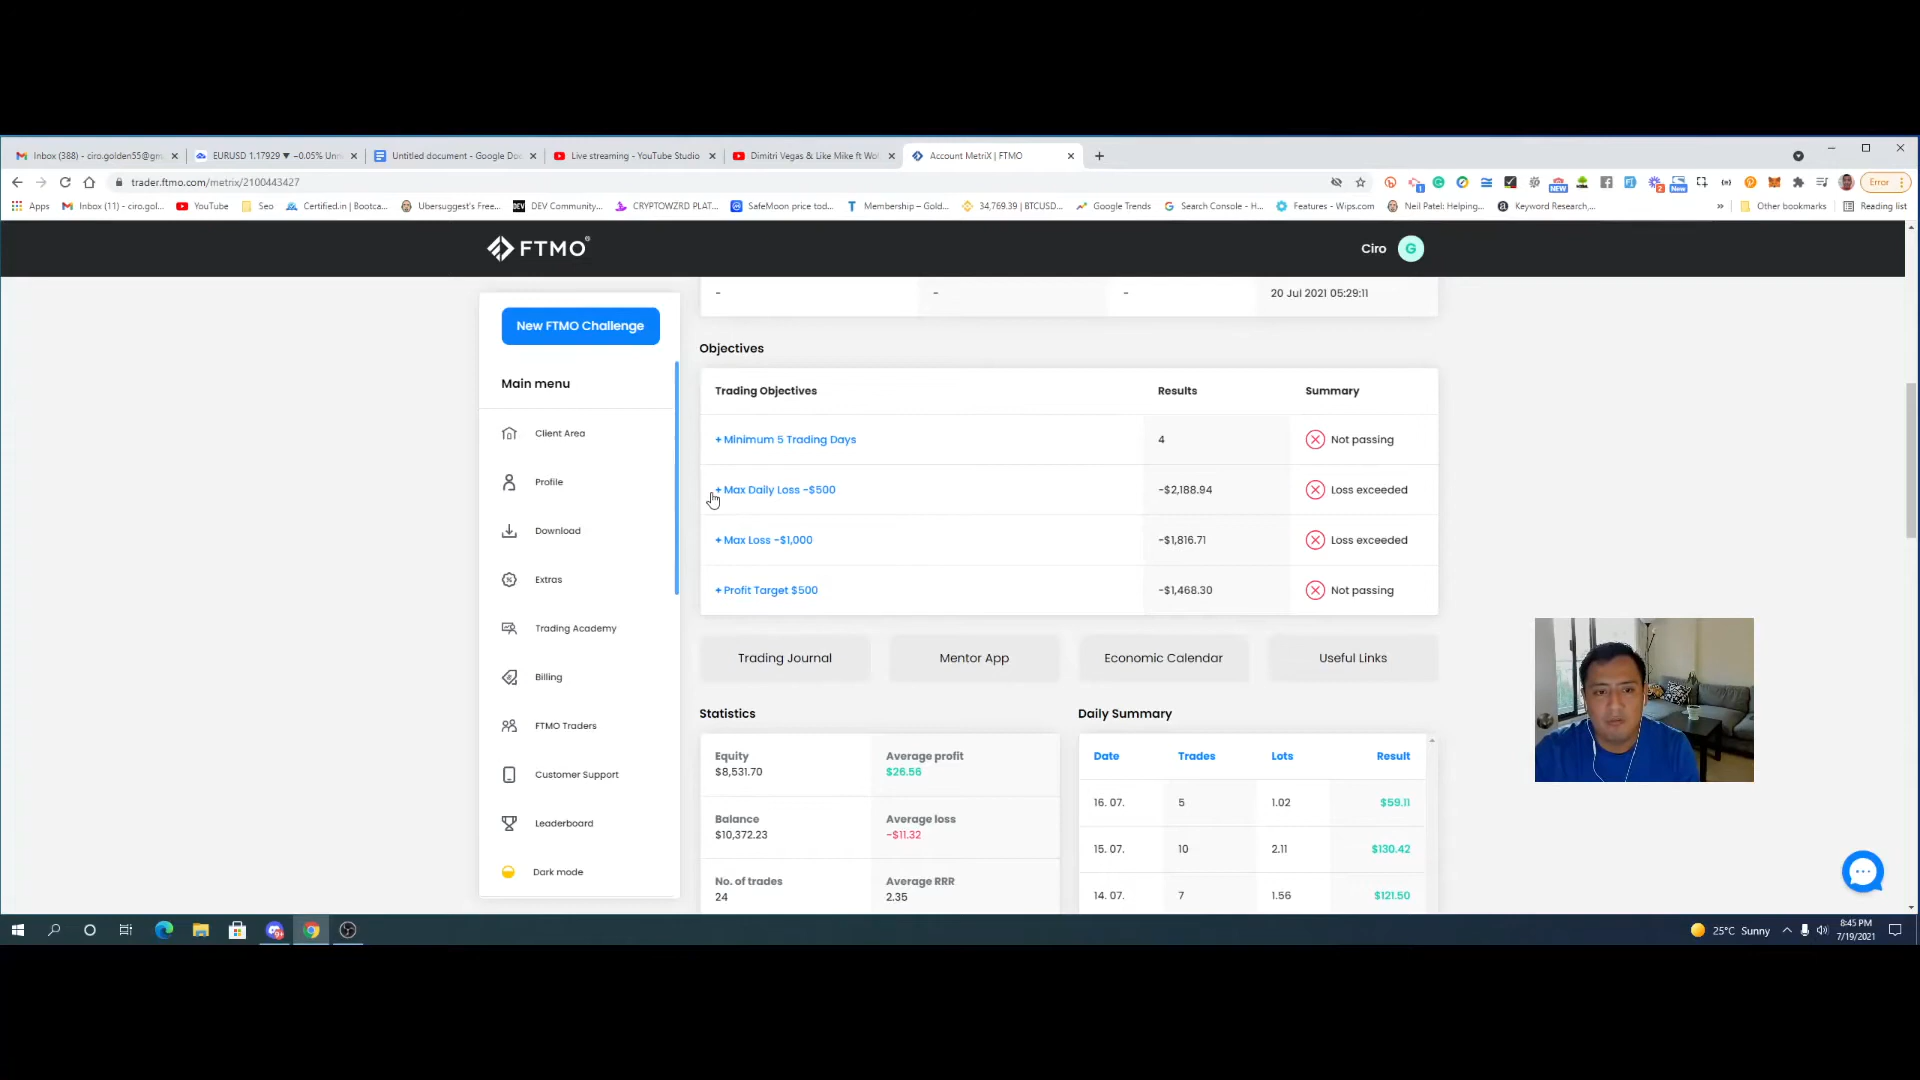 Inbox (388) - ciro.golden55@gm
EURUSD 1.17929 ▼ −0.05% Unn
Untitled document - Google Doc
Live streaming - YouTube Studio
Dimitri Vegas & Like Mike ft Wo
Account MetriX | FTMO
trader.ftmo.com/metrix/2100443427
Error
Apps
Inbox (11) - ciro.gol...
YouTube
Seo
Certified.in | Bootca...
Ubersuggest's Free...
DEV Community...
CRYPTOWZRD PLAT...
SafeMoon price tod...
Membership – Gold...
34,769.39 | BTCUSD...
Google Trends
Search Console - H...
Features - Wips.com
Neil Patel: Helping...
Keyword Research,...
»
Other bookmarks
Reading list
FTMO
Ciro
G
New FTMO Challenge
Main menu
Client Area
Profile
Download
Extras
Trading Academy
Billing
FTMO Traders
Customer Support
Leaderboard
Dark mode
- - - 20 Jul 2021 05:29:11
Objectives
Trading Objectives Results Summary
+ Minimum 5 Trading Days 4 Not passing
+ Max Daily Loss -$500 -$2,188.94 Loss exceeded
+ Max Loss -$1,000 -$1,816.71 Loss exceeded
+ Profit Target $500 -$1,468.30 Not passing
Trading Journal
Mentor App
Economic Calendar
Useful Links
Statistics
Equity
$8,531.70
Average profit
$26.56
Balance
$10,372.23
Average loss
-$11.32
No. of trades
24
Average RRR
2.35
Daily Summary
Date Trades Lots Result
16. 07. 5 1.02 $59.11
15. 07. 10 2.11 $130.42
14. 07. 7 1.56 $121.50
25°C Sunny
8:45 PM
7/19/2021